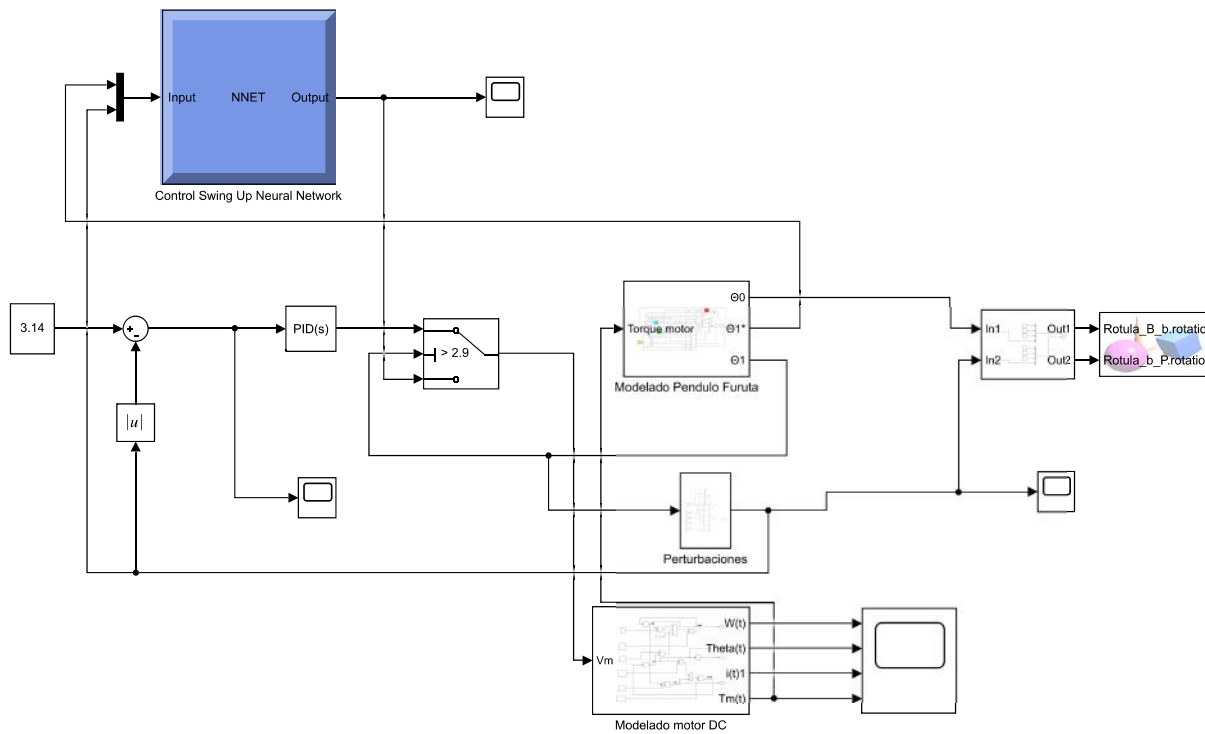 Input NNET Output
Control Swing Up Neural Network
3.14
+
-
PID(s)
> 2.9
|u|
Torque motor
Θ0
Θ1*
Θ1
Modelado Pendulo Furuta
In1
In2
Out1
Out2
Rotula_B_b.rotatio
Rotula_b_P.rotatio
Perturbaciones
Vm
W(t)
Theta(t)
i(t)1
Tm(t)
Modelado motor DC